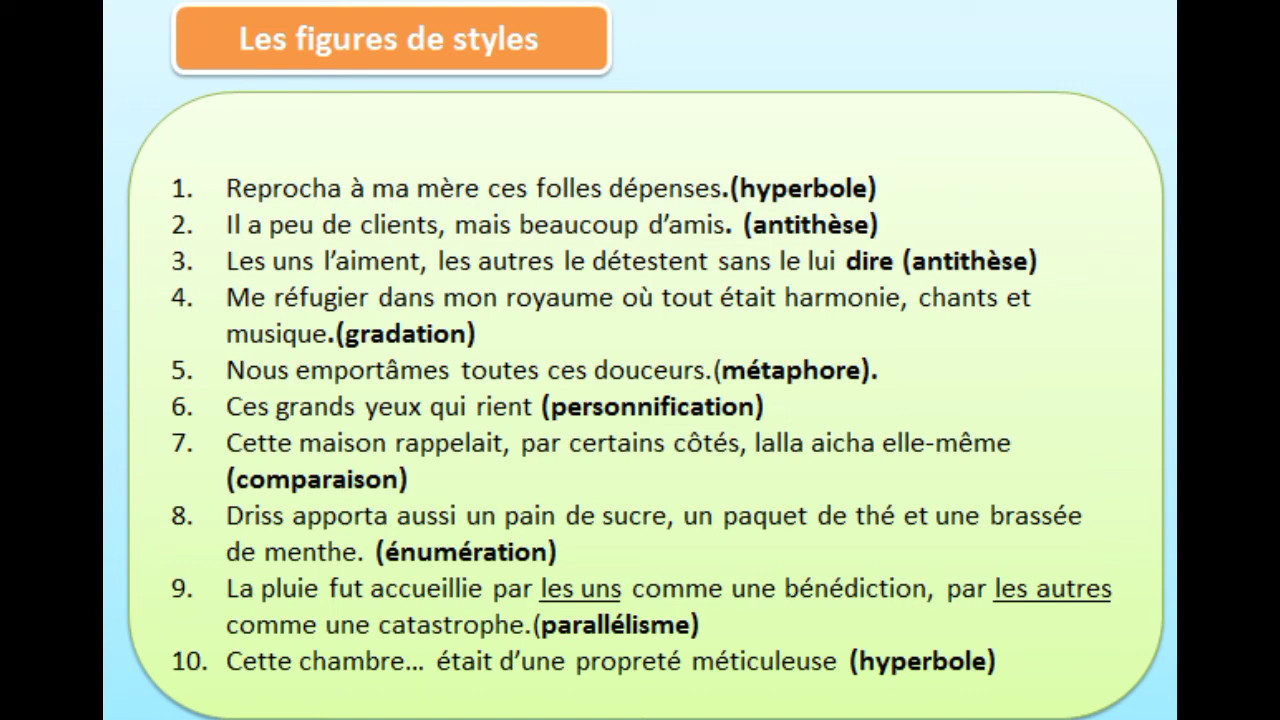 Les figures de styles
1. Reprocha à ma mère ces folles dépenses.(hyperbole)
2. Il a peu de clients, mais beaucoup d’amis. (antithèse)
3. Les uns l’aiment, les autres le détestent sans le lui dire (antithèse)
4. Me réfugier dans mon royaume où tout était harmonie, chants et
musique.(gradation)
5. Nous emportâmes toutes ces douceurs.(métaphore).
6. Ces grands yeux qui rient (personnification)
7. Cette maison rappelait, par certains côtés, lalla aicha elle-même
(comparaison)
8. Driss apporta aussi un pain de sucre, un paquet de thé et une brassée
de menthe. (énumération)
9. La pluie fut accueillie par les uns comme une bénédiction, par les autres
comme une catastrophe.(parallélisme)
10. Cette chambre... était d’une propreté méticuleuse (hyperbole)